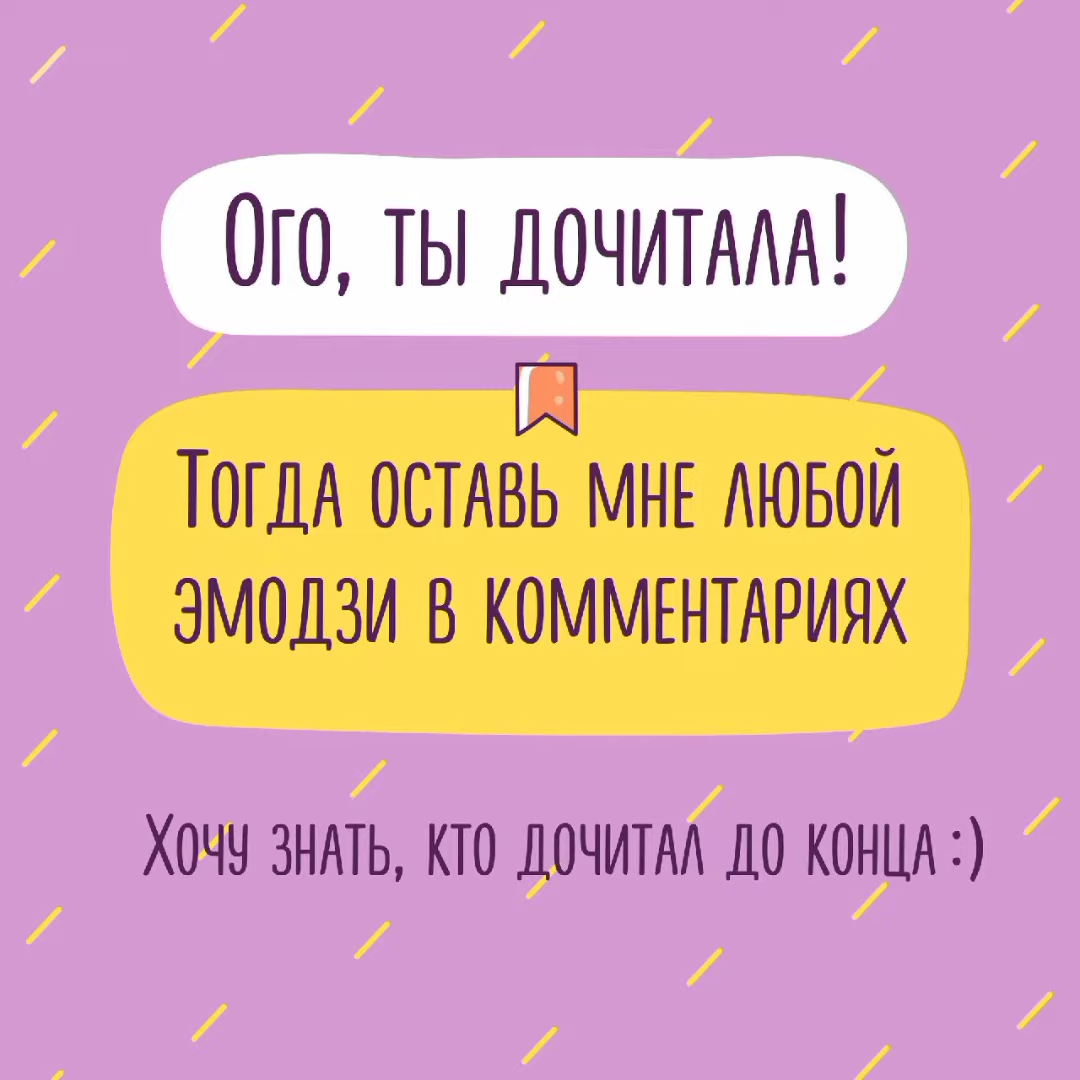 Ого, ты дочитала!
Тогда оставь мне любой
эмодзи в комментариях
Хочу знать, кто дочитал до конца :)